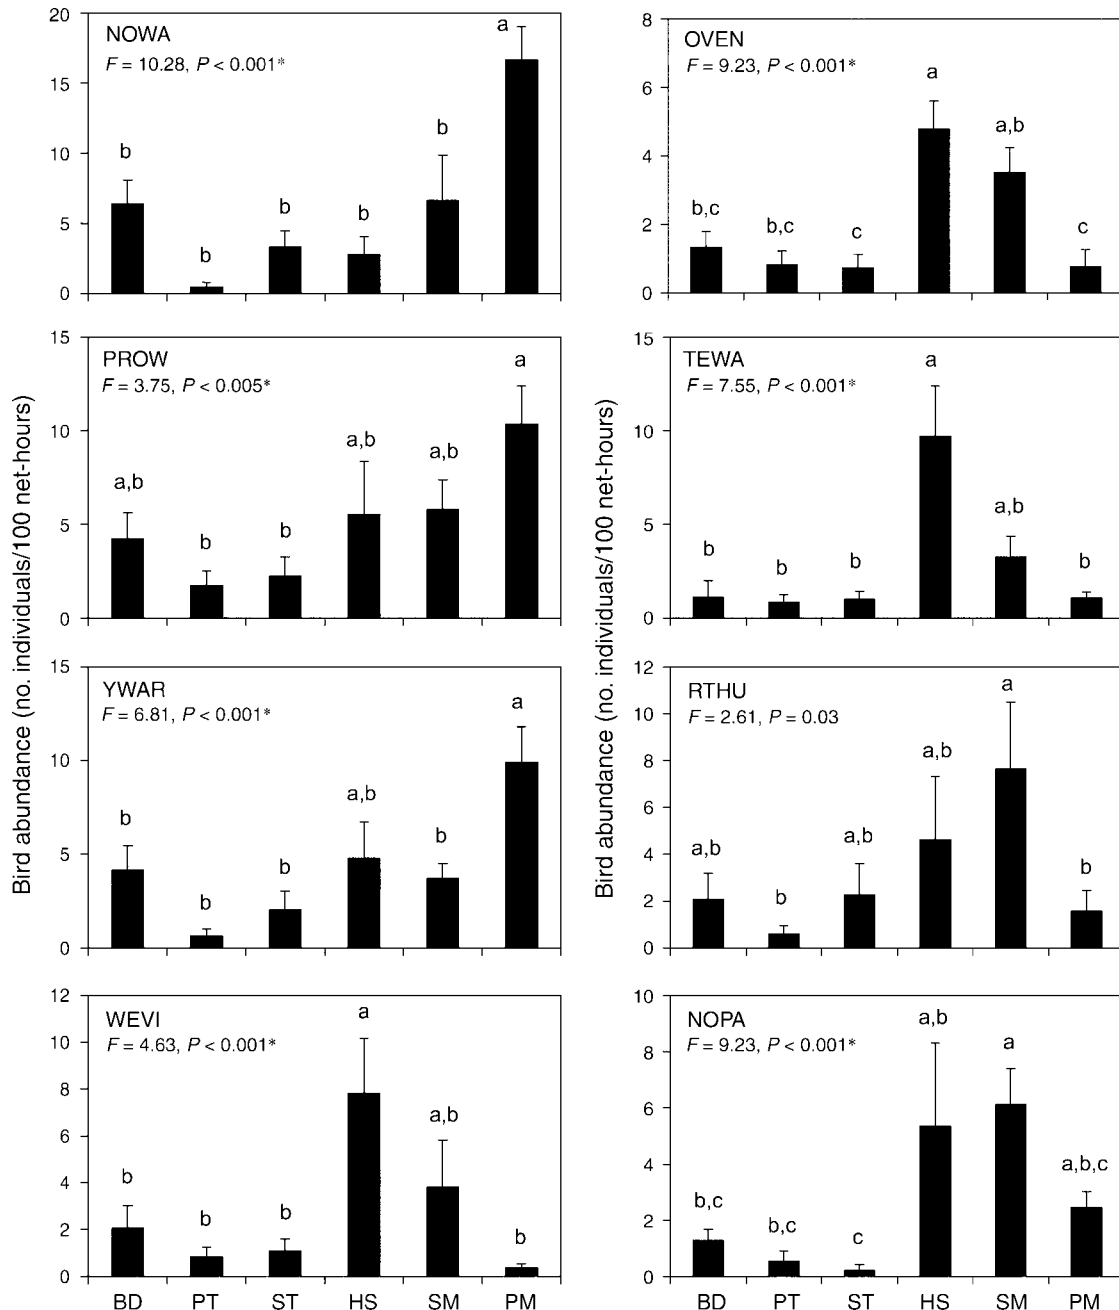 Bird abundance (no. individuals/100 net-hours)
NOWA
F = 10.28, P < 0.001*
20
15
10
5
0
b
b
b
b
b
a
PROW
F = 3.75, P < 0.005*
15
10
5
0
a,b
b
b
a,b
a,b
a
YWAR
F = 6.81, P < 0.001*
15
10
5
0
b
b
b
a,b
b
a
WEVI
F = 4.63, P < 0.001*
12
10
8
6
4
2
0
b
b
b
a
a,b
b
BD PT ST HS SM PM
Bird abundance (no. individuals/100 net-hours)
OVEN
F = 9.23, P < 0.001*
8
6
4
2
0
b,c
b,c
c
a
a,b
c
TEWA
F = 7.55, P < 0.001*
15
10
5
0
b
b
b
a
a,b
b
RTHU
F = 2.61, P = 0.03
12
10
8
6
4
2
0
a,b
b
a,b
a,b
a
b
NOPA
F = 9.23, P < 0.001*
10
8
6
4
2
0
b,c
b,c
c
a,b
a
a,b,c
BD PT ST HS SM PM